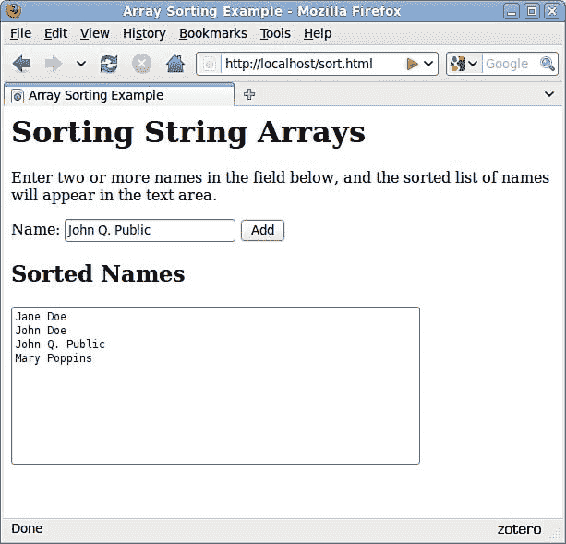 Array Sorting Example - Mozilla Firefox
File Edit View History Bookmarks Tools Help
http://localhost/sort.html Google
Array Sorting Example
Sorting String Arrays
Enter two or more names in the field below, and the sorted list of names
will appear in the text area.
Name: John Q. Public Add
Sorted Names
Jane Doe
John Doe
John Q. Public
Mary Poppins
Done zotero